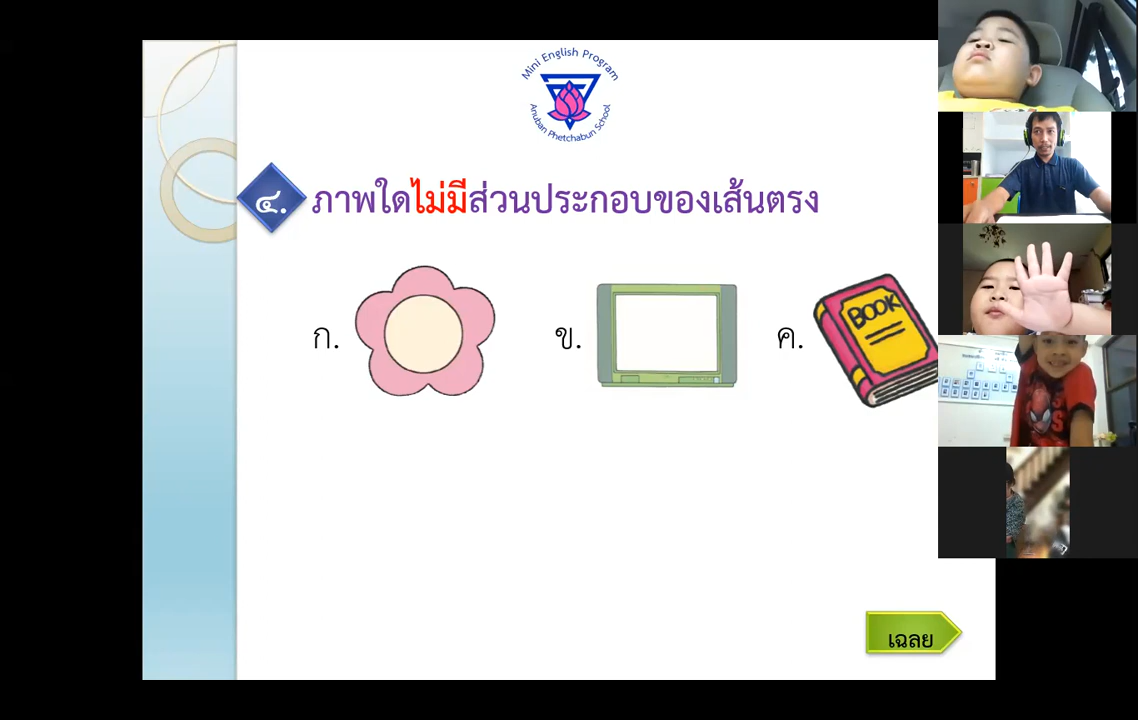 Mini English Program
Anuban Phetchabun School
๔. ภาพใดไม่มีส่วนประกอบของเส้นตรง
ก.
ข.
ค.
BOOK
เฉลย